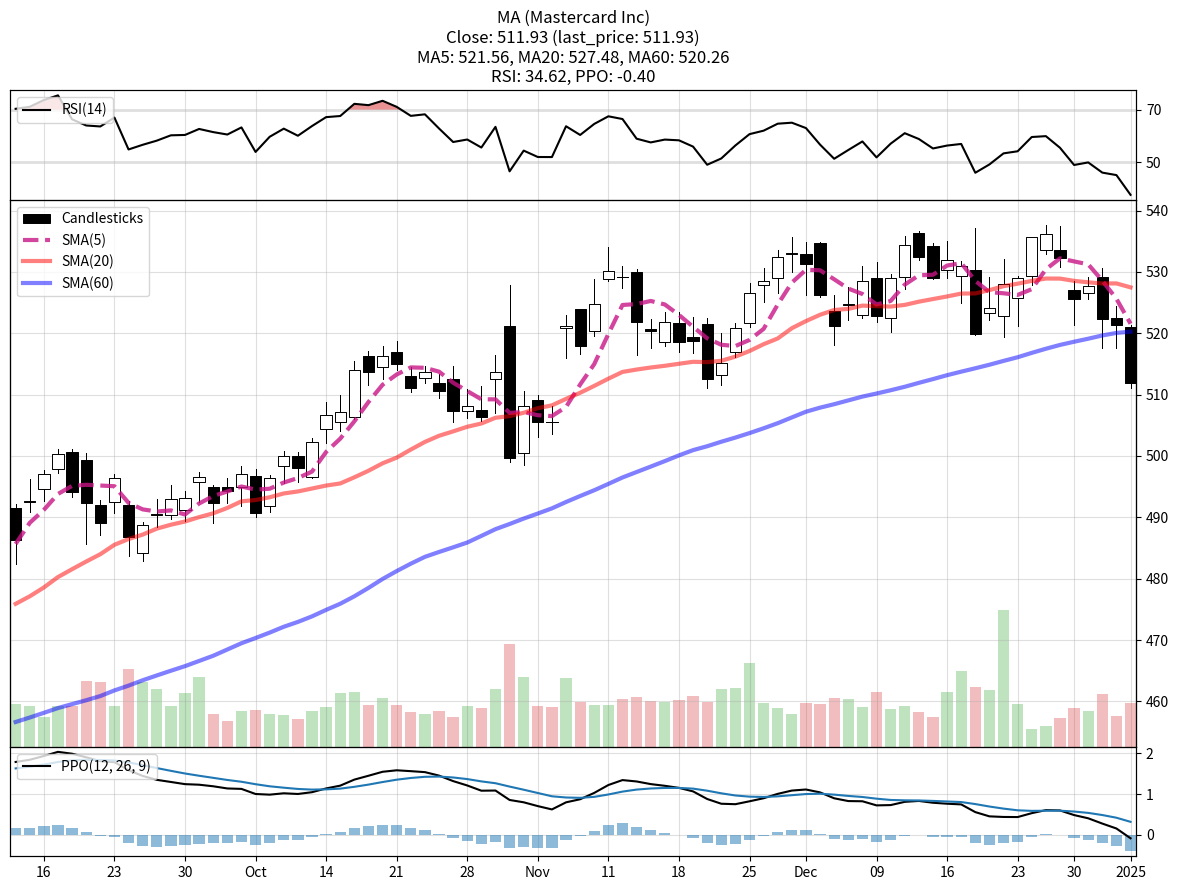 MA (Mastercard Inc)
Close: 511.93 (last_price: 511.93)
MA5: 521.56, MA20: 527.48, MA60: 520.26
RSI: 34.62, PPO: -0.40
RSI(14)
70
50
Candlesticks
SMA(5)
SMA(20)
SMA(60)
540
530
520
510
500
490
480
470
460
PPO(12, 26, 9)
2
1
0
16 23 30 Oct 14 21 28 Nov 11 18 25 Dec 09 16 23 30 2025